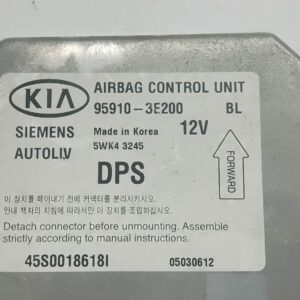 KIA AIRBAG CONTROL UNIT
95910-3E200 BL
SIEMENS Made in Korea 12V
AUTOLIV 5WK4 3245
DPS
FORWARD
이 장치를 떼어내기 전에 커넥터를 분리하시오.
안내 책자의 지침에 따라서만 이 장치를 조립하십시오.
Detach connector before unmounting. Assemble
strictly according to manual instructions.
45S0018618I 05030612